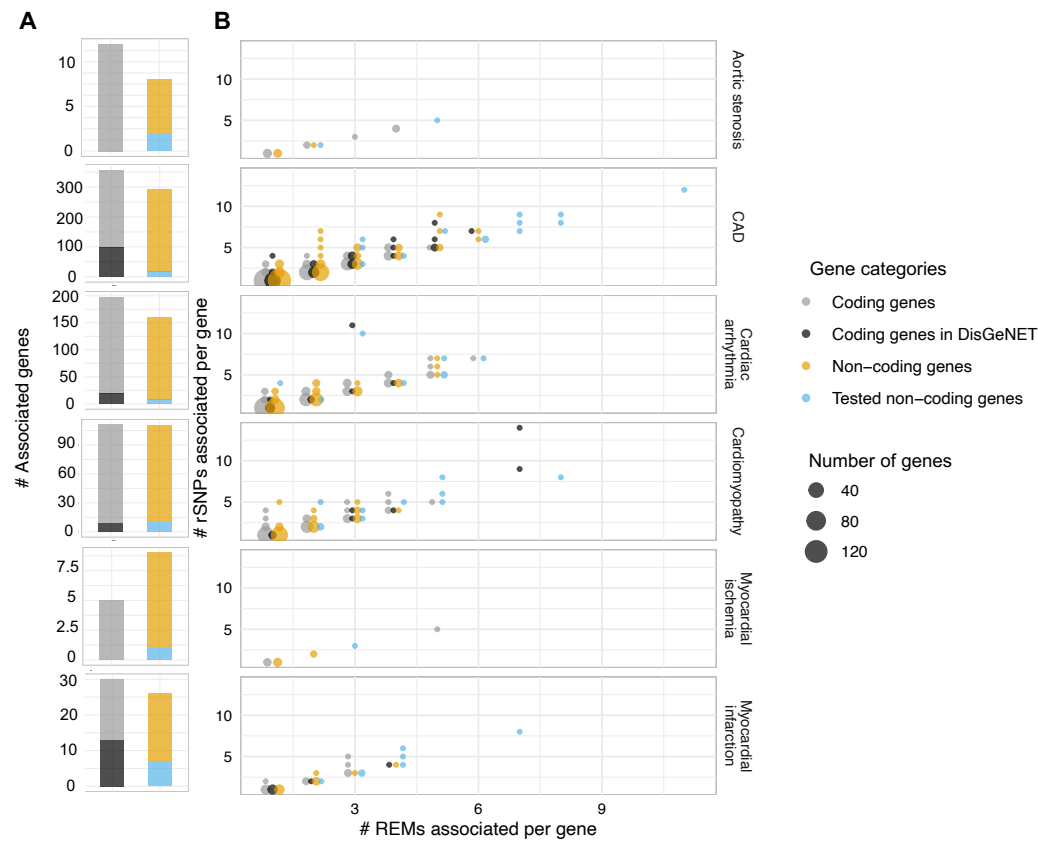 A
B
# Associated genes
# rSNPs associated per gene
10
5
0
10
5
Aortic stenosis
300
200
100
0
10
5
CAD
200
150
100
50
0
10
5
Cardiac
arrhythmia
90
60
30
0
10
5
Cardiomyopathy
7.5
5
2.5
0
10
5
Myocardial
ischemia
30
20
10
0
10
5
Myocardial
infarction
3
6
9
# REMs associated per gene
Gene categories
Coding genes
Coding genes in DisGeNET
Non−coding genes
Tested non−coding genes
Number of genes
40
80
120